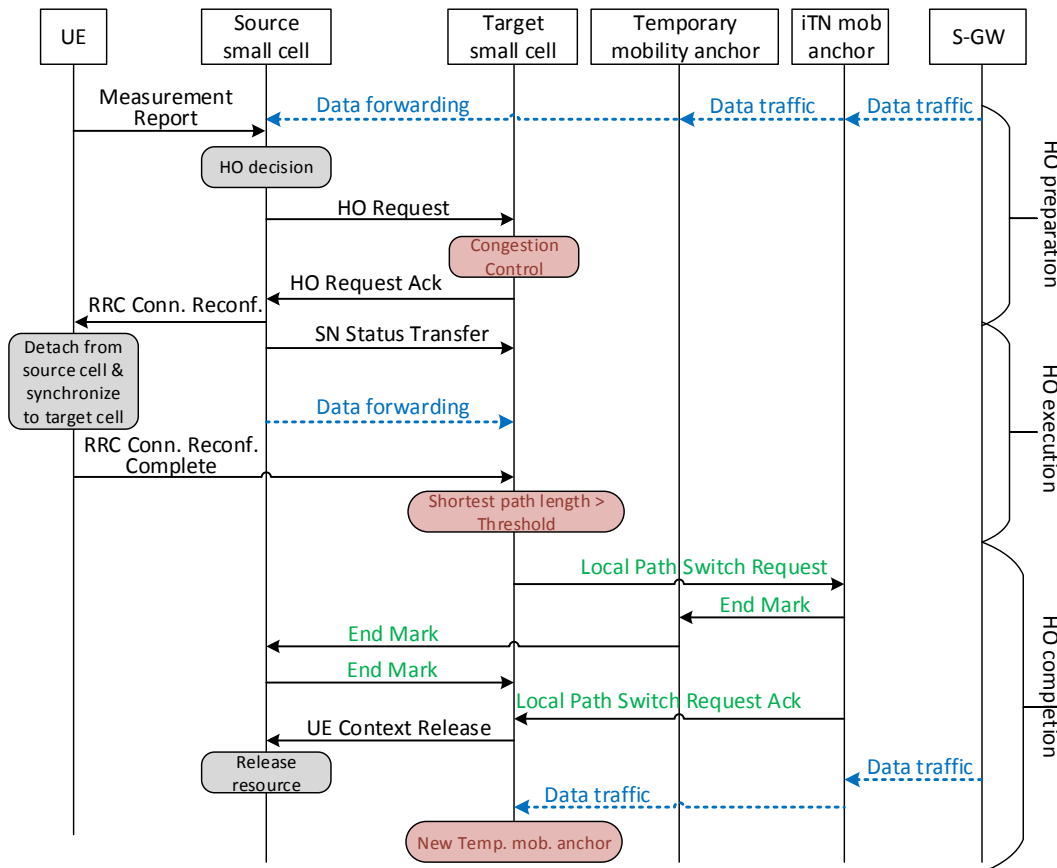 UE
Source
small cell
Target
small cell
Temporary
mobility anchor
iTN mob
anchor
S-GW
Measurement
Report
Data forwarding
Data traffic
Data traffic
HO decision
HO Request
Congestion
Control
HO Request Ack
RRC Conn. Reconf.
HO preparation
SN Status Transfer
Detach from
source cell &
synchronize
to target cell
Data forwarding
RRC Conn. Reconf.
Complete
HO execution
Shortest path length >
Threshold
Local Path Switch Request
End Mark
End Mark
End Mark
Local Path Switch Request Ack
UE Context Release
HO completion
Release
resource
Data traffic
Data traffic
New Temp. mob. anchor